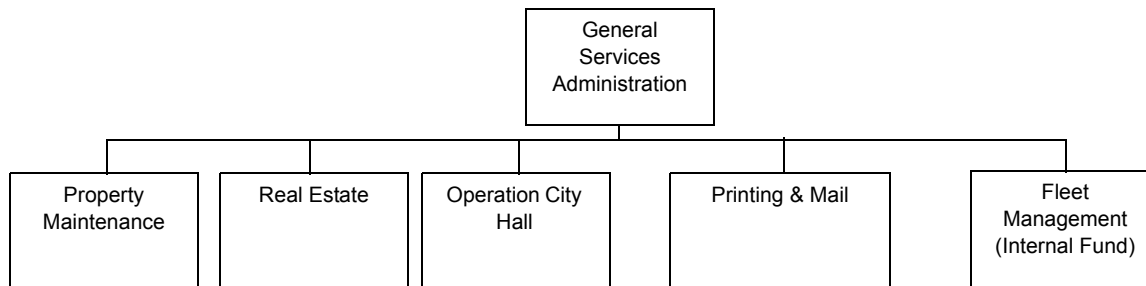 General
Services
Administration
Property
Maintenance
Real Estate
Operation City
Hall
Printing & Mail
Fleet
Management
(Internal Fund)